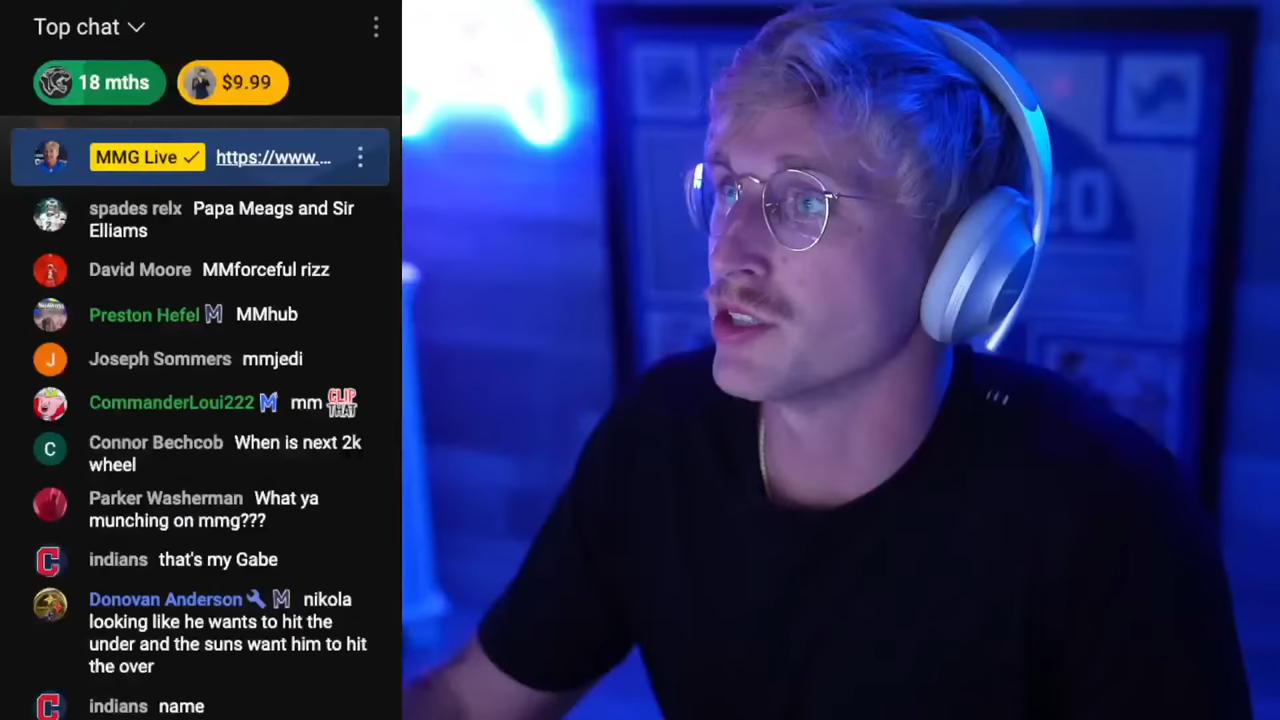 Top chat
18 mths
$9.99
MMG Live https://www....
spades relx Papa Meags and Sir
Elliams
David Moore MMforceful rizz
Preston Hefel MMhub
J
Joseph Sommers mmjedi
CommanderLoui222 mm CLIP
THAT
C
Connor Bechcob When is next 2k
wheel
Parker Washerman What ya
munching on mmg???
indians that's my Gabe
Donovan Anderson nikola
looking like he wants to hit the
under and the suns want him to hit
the over
indians name